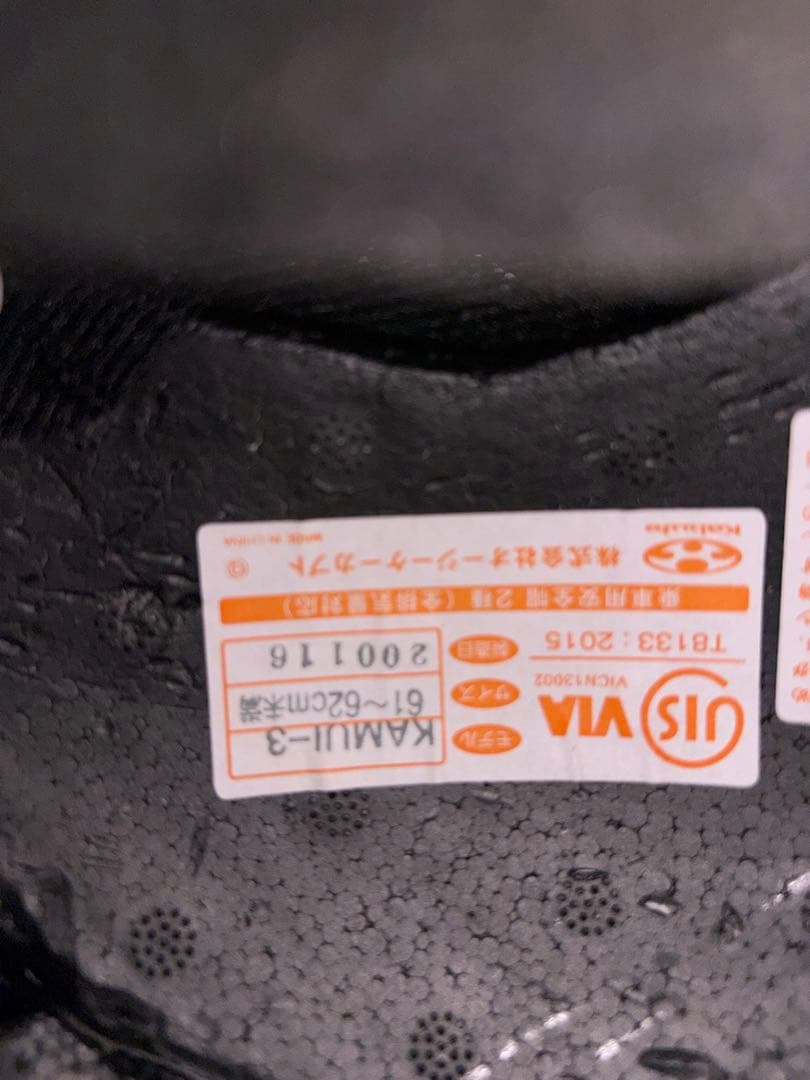 JIS VIA
VICN13002
T8133：2015
モデル KAMUI-3
サイズ 61～62cm未満
製造日 200116
乗車用安全帽 2種（全排気量対応）
Kabuto
株式会社オージーケーカブト
MADE IN CHINA